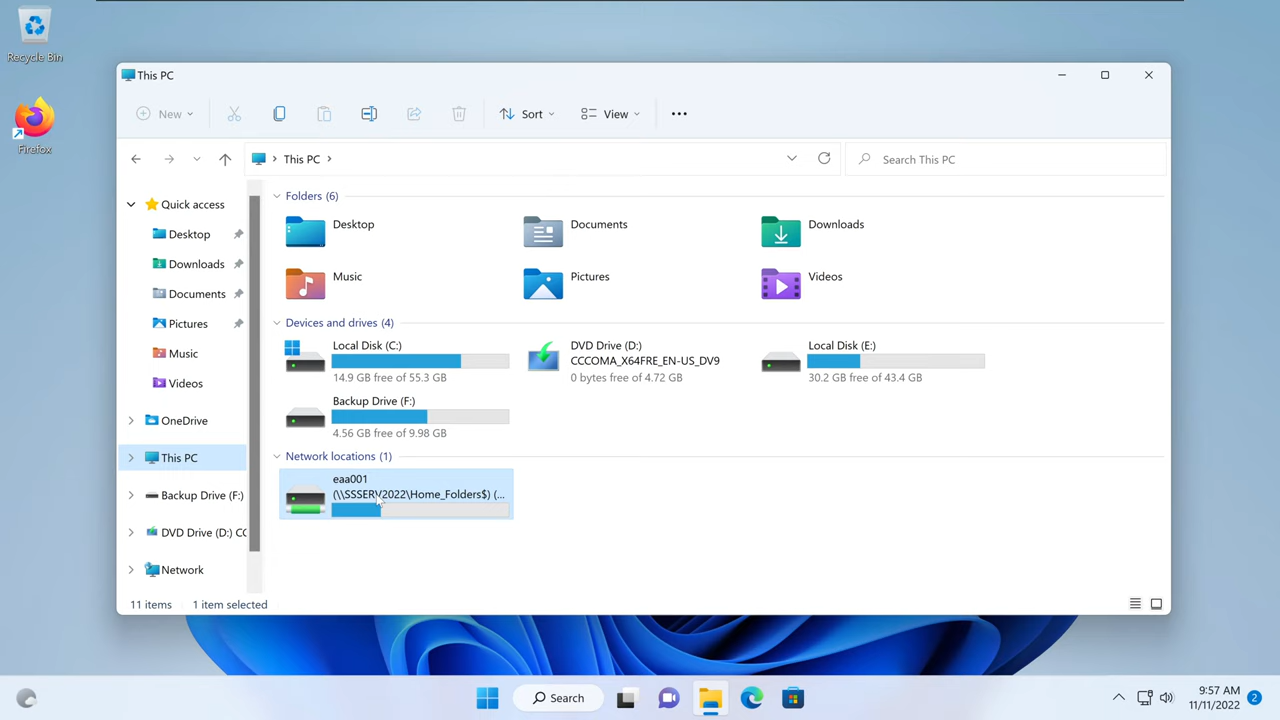 Recycle Bin
Firefox
This PC
New
Sort
View
This PC
Search This PC
Quick access
Desktop
Downloads
Documents
Pictures
Music
Videos
OneDrive
This PC
Backup Drive (F:)
DVD Drive (D:) CC
Network
Folders (6)
Desktop
Documents
Downloads
Music
Pictures
Videos
Devices and drives (4)
Local Disk (C:)
14.9 GB free of 55.3 GB
DVD Drive (D:)
CCCOMA_X64FRE_EN-US_DV9
0 bytes free of 4.72 GB
Local Disk (E:)
30.2 GB free of 43.4 GB
Backup Drive (F:)
4.56 GB free of 9.98 GB
Network locations (1)
eaa001
(\\SSSERV2022\Home_Folders$) (...
11 items 1 item selected
Search
9:57 AM
11/11/2022
2